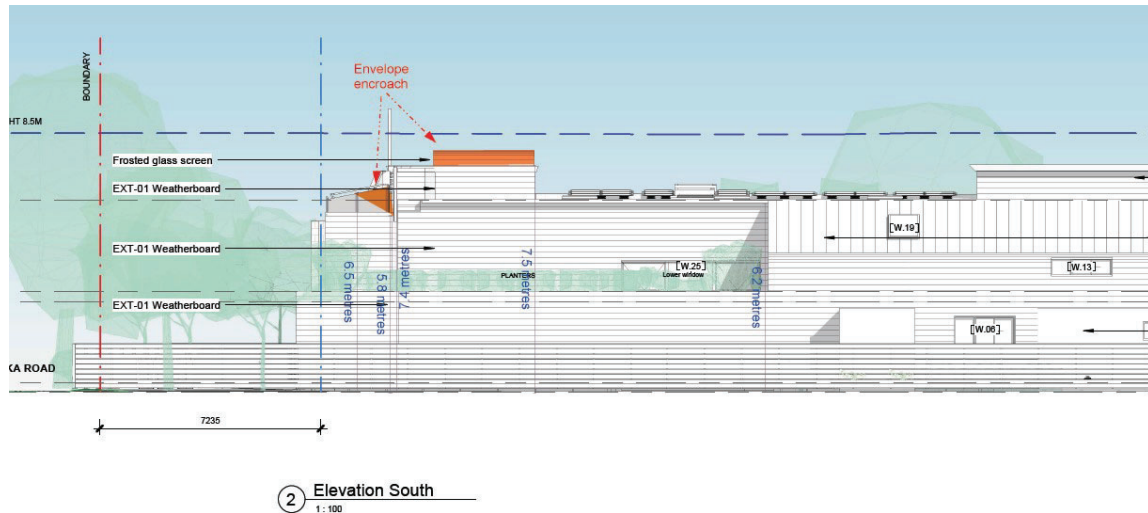 BOUNDARY
Envelope
encroach
HT 8.5M
Frosted glass screen
EXT-01 Weatherboard
EXT-01 Weatherboard
EXT-01 Weatherboard
6.5 metres
5.8 metres
7.4 metres
7.5 metres
6.2 metres
PLANTERS
[W.25]
Lower window
[W.19]
[W.13]
[W.06]
KA ROAD
7235
2
Elevation South
1 : 100